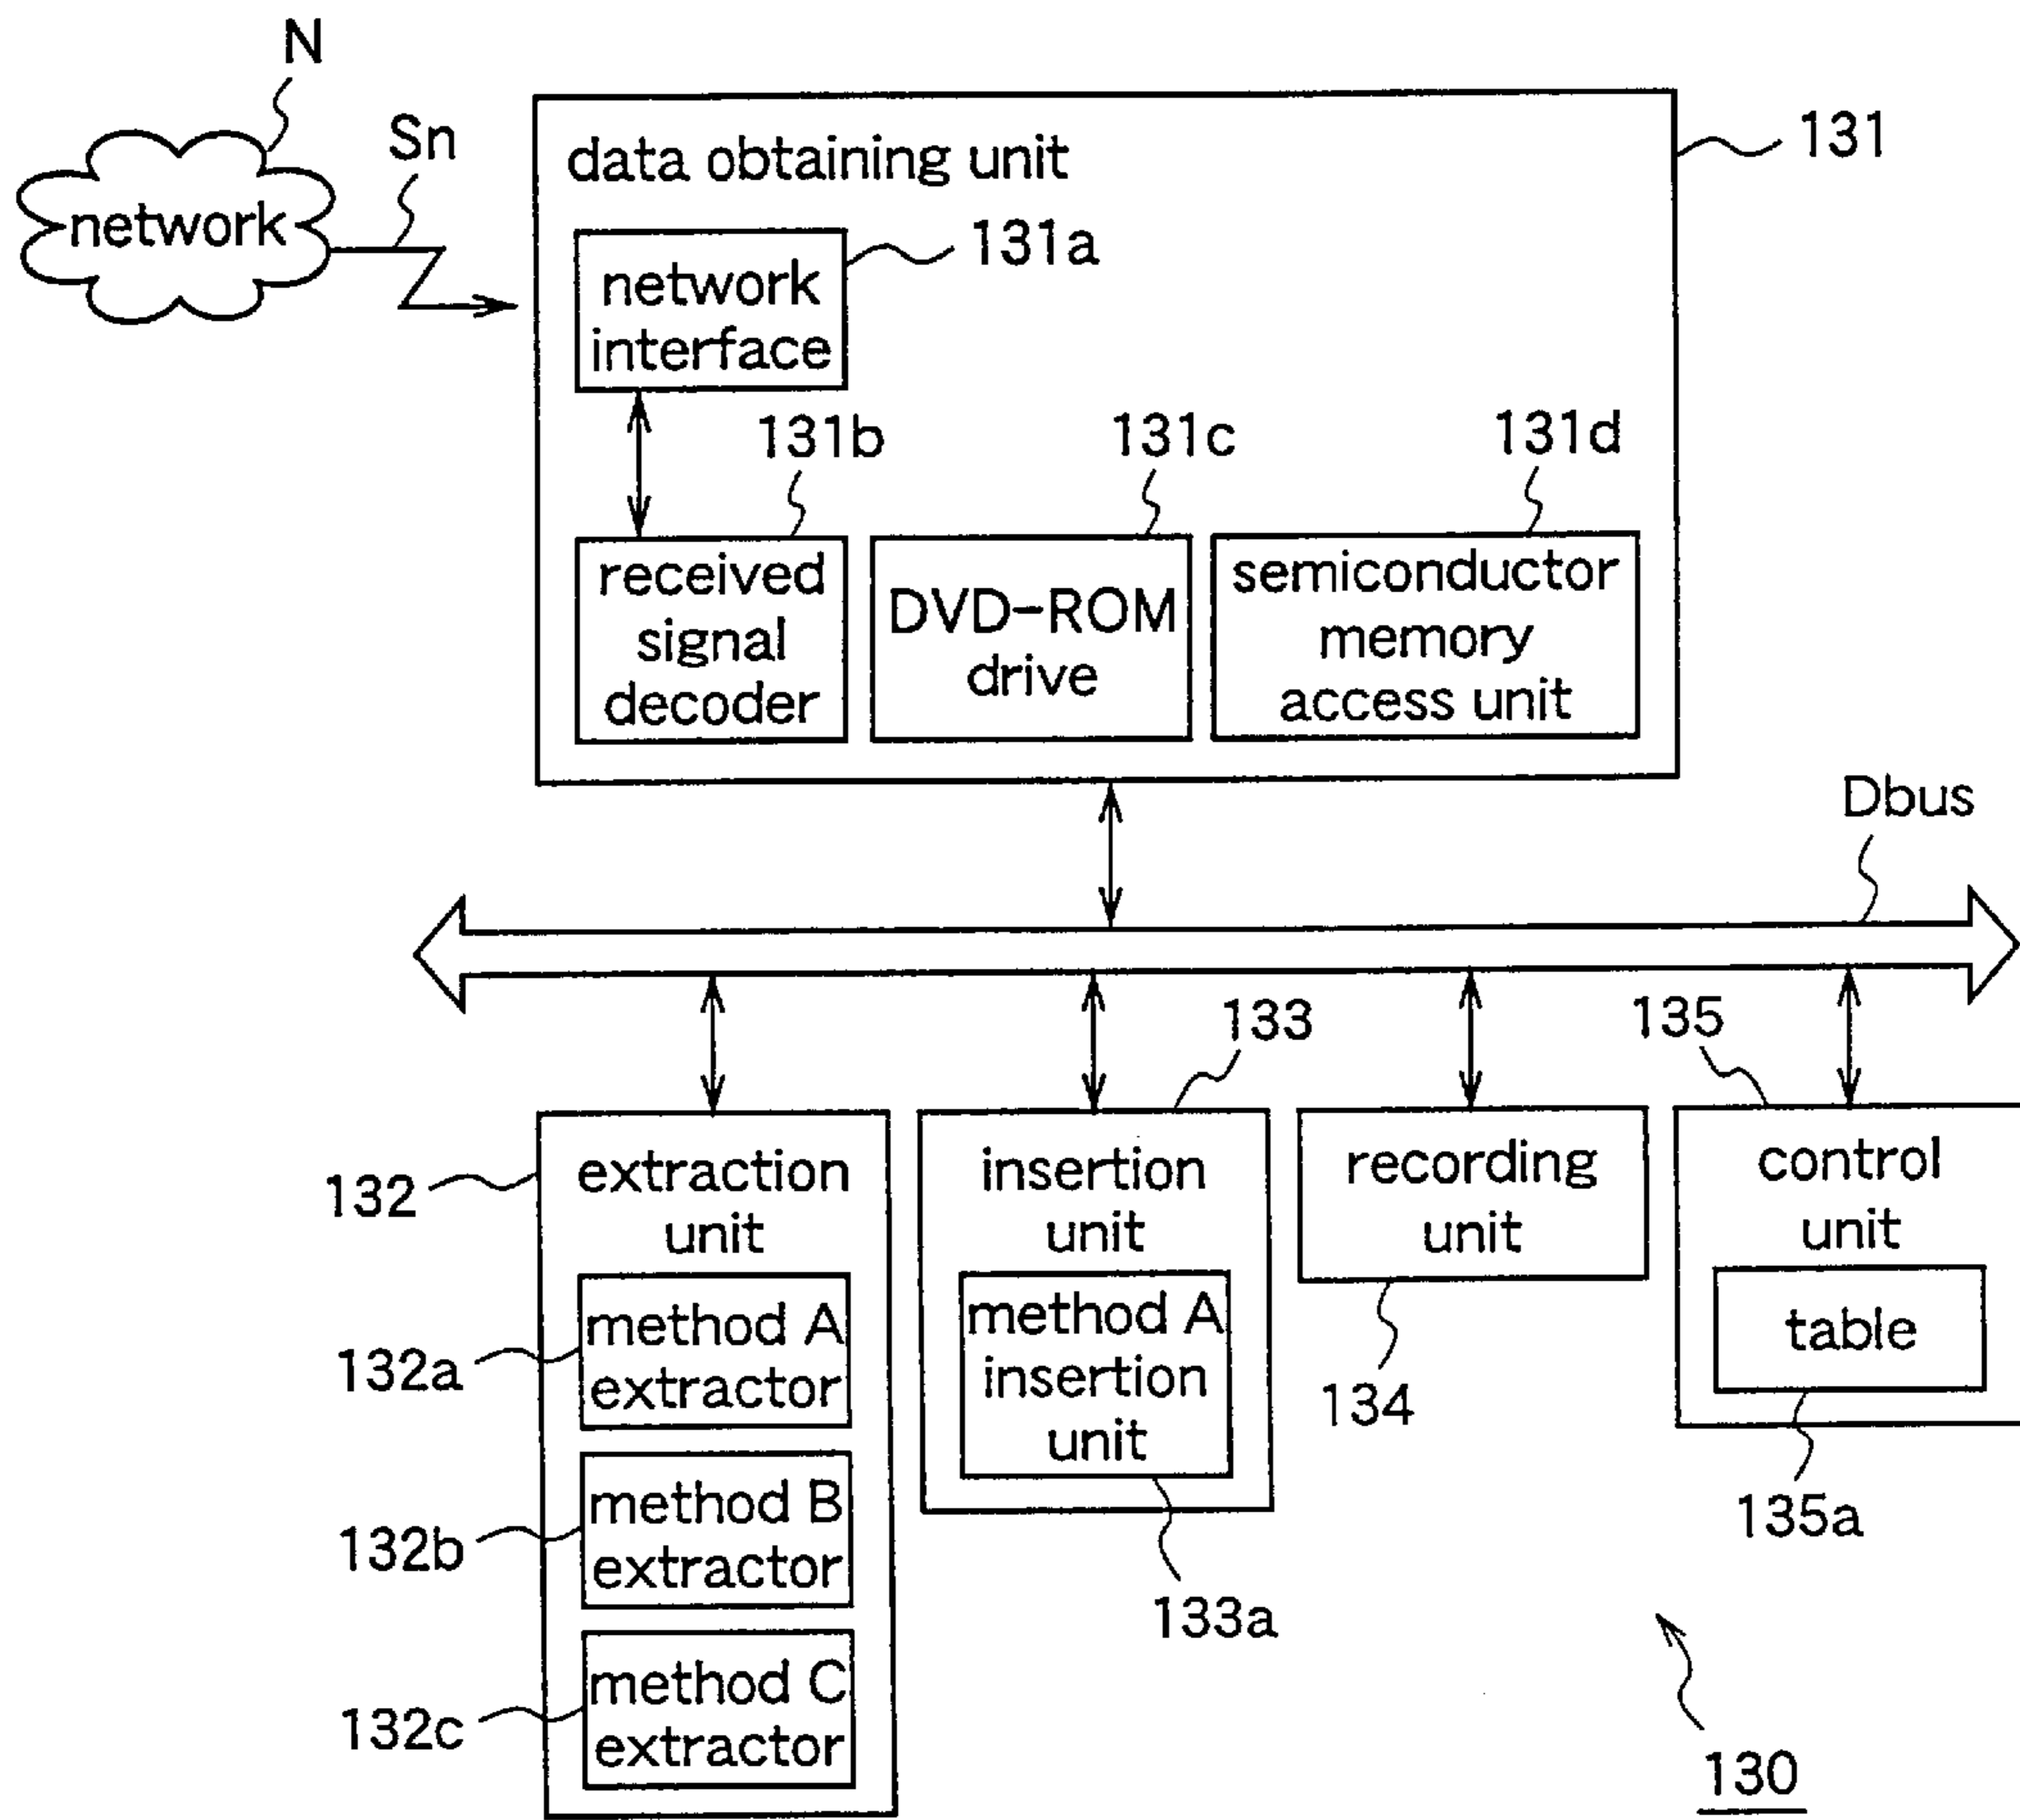 N
Sn
network
data obtaining unit
131
network
interface
131a
131b
131c
131d
received
signal
decoder
DVD-ROM
drive
semiconductor
memory
access unit
Dbus
133
135
132
extraction
unit
insertion
unit
recording
unit
control
unit
132a
method A
extractor
method A
insertion
unit
134
table
132b
method B
extractor
133a
135a
132c
method C
extractor
130